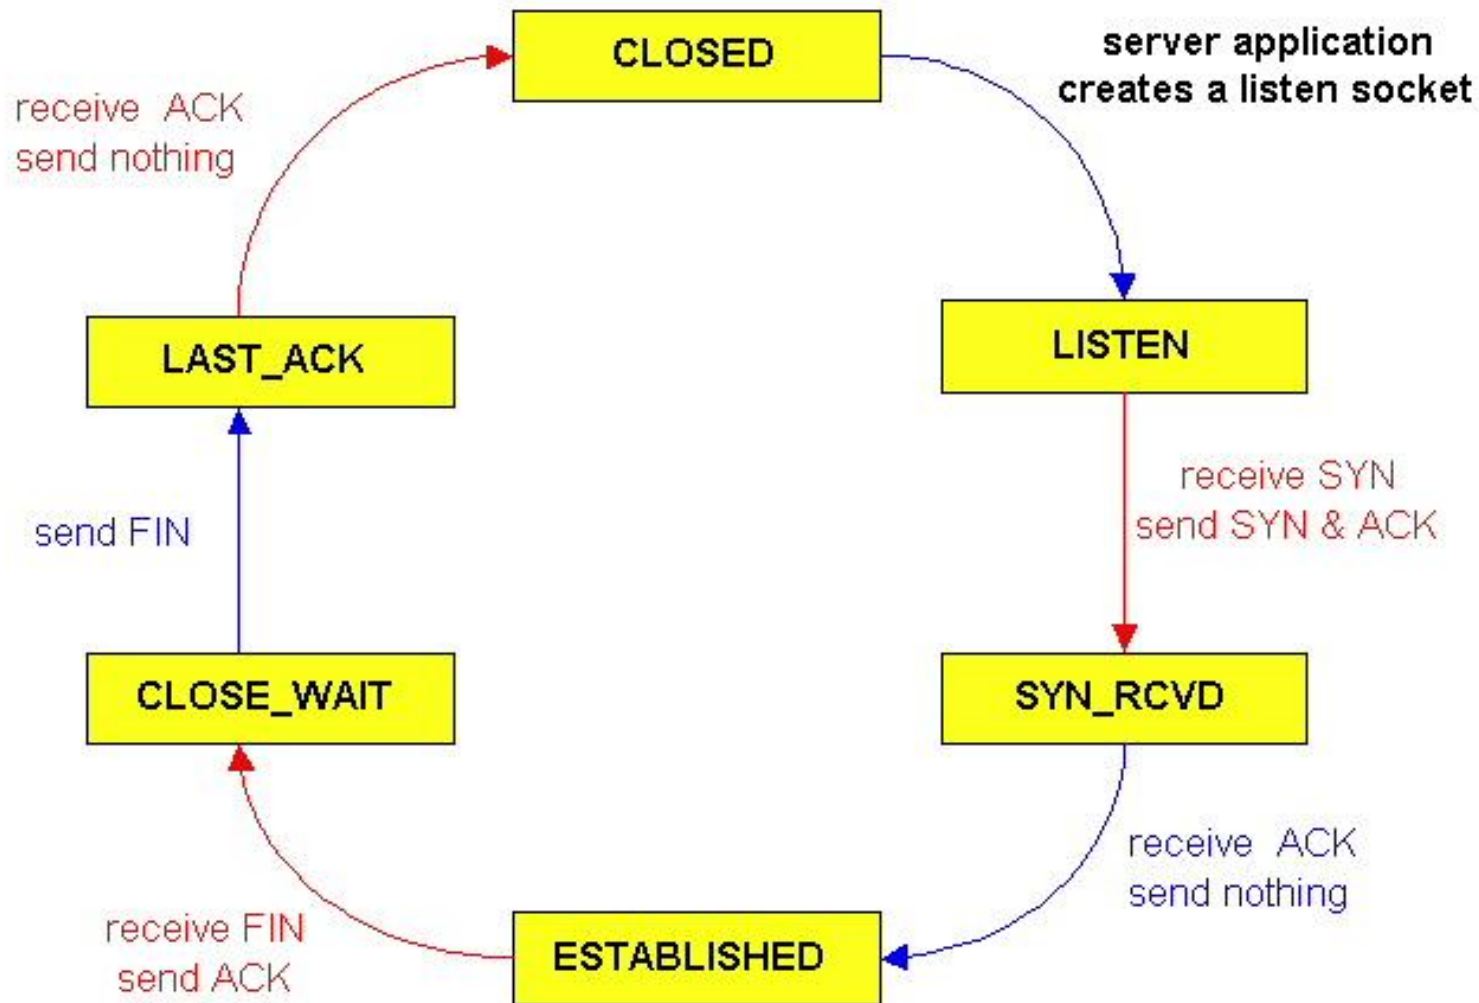 CLOSED
server application
creates a listen socket
receive ACK
send nothing
LAST_ACK
LISTEN
receive SYN
send SYN & ACK
send FIN
CLOSE_WAIT
SYN_RCVD
receive ACK
send nothing
receive FIN
send ACK
ESTABLISHED